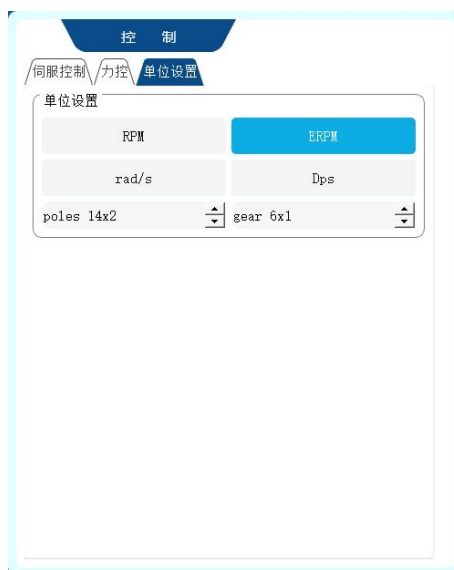 控 制
伺服控制 力控 单位设置
单位设置
RPM ERPM
rad/s Dps
poles 14x2 gear 6x1